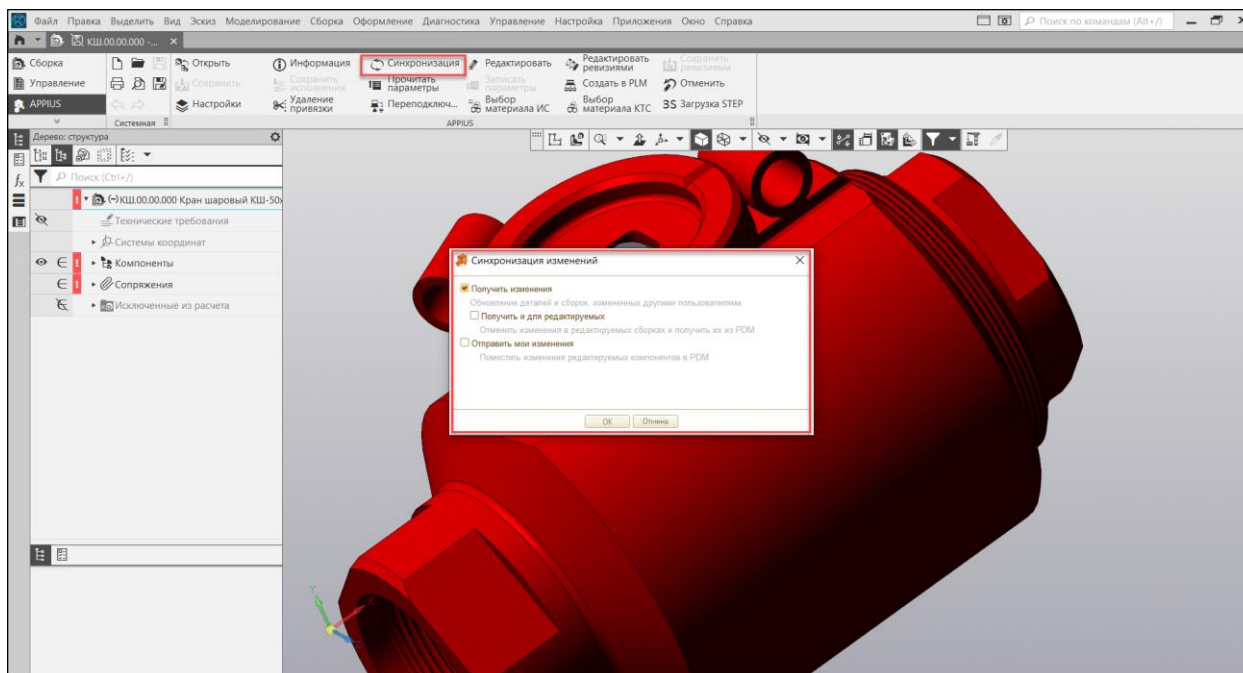 Файл Правка Выделить Вид Эскиз Моделирование Сборка Оформление Диагностика Управление Настройка Приложения Окно Справка
Поиск по командам (Alt+/)
КШ.00.00.000 -...
Сборка
Управление
APPIUS
Открыть
Сохранить
Настройки
Системная
Информация
Сохранить исполнения
Удаление привязки
Синхронизация
Прочитать параметры
Переподключ...
Редактировать
Записать параметры
Выбор материала ИС
Редактировать ревизиями
Создать в PLM
Выбор материала КТС
Сохранить ревизиями
Отменить
3S Загрузка STEP
APPIUS
Дерево: структура
Поиск (Ctrl+/)
(-)КШ.00.00.000 Кран шаровый КШ-50
Технические требования
Системы координат
Компоненты
Сопряжения
Исключенные из расчета
Синхронизация изменений
Получить изменения
Обновление деталей и сборок, измененных другими пользователями
Получить и для редактируемых
Отменить изменения в редактируемых сборках и получить их из PDM
Отправить мои изменения
Поместить изменения редактируемых компонентов в PDM
OK
Отмена
Y
X
Z